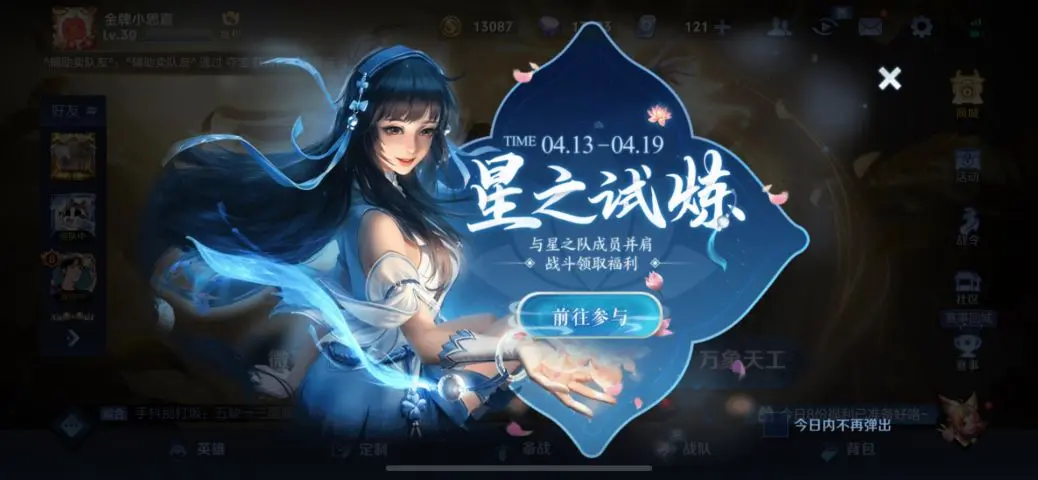 金牌小恩嘉
Lv.30
13087
121
好友
商城
活动
战令
社区
赛事
TIME 04.13-04.19
星之试炼
与星之队成员并肩
战斗领取福利
前往参与
万象天工
今日内不再弹出
英雄
定制
备战
战队
背包